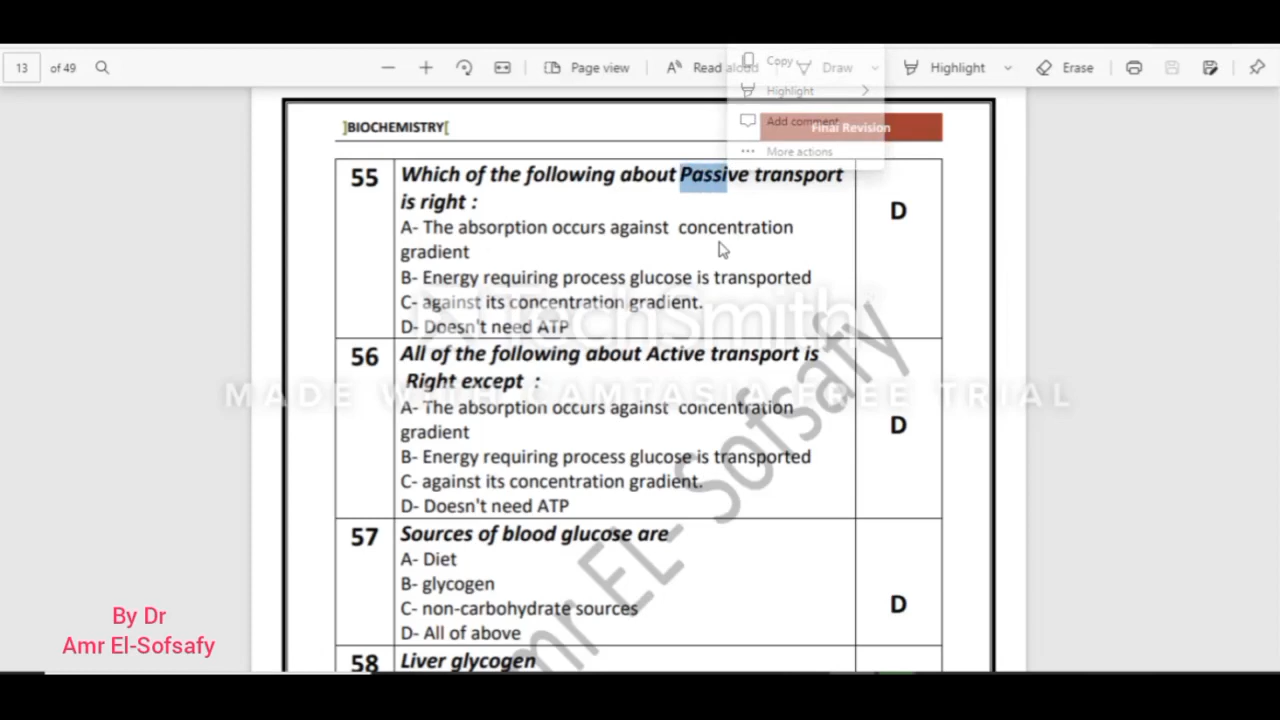 13 of 49 Page view Read aloud Draw Highlight Erase
Copy
Highlight
Add comment
More actions
]BIOCHEMISTRY[ Final Revision
55 Which of the following about Passive transport
is right :
D
A- The absorption occurs against concentration
gradient
B- Energy requiring process glucose is transported
C- against its concentration gradient.
D- Doesn't need ATP
TechSmith
MADE WITH CAMTASIA FREE TRIAL
56 All of the following about Active transport is
Right except :
A- The absorption occurs against concentration
gradient
D
B- Energy requiring process glucose is transported
C- against its concentration gradient.
D- Doesn't need ATP
57 Sources of blood glucose are
A- Diet
B- glycogen
C- non-carbohydrate sources
D
D- All of above
58 Liver glycogen
mr EL- Sofsafy
By Dr
Amr El-Sofsafy